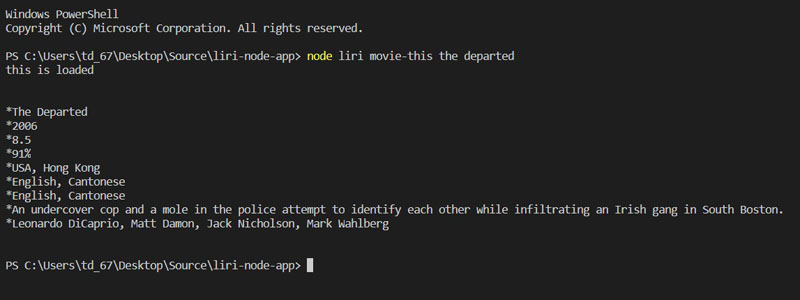 Windows PowerShell
Copyright (C) Microsoft Corporation. All rights reserved.
PS C:\Users\td_67\Desktop\Source\liri-node-app> node liri movie-this the departed
this is loaded
*The Departed
*2006
*8.5
*91%
*USA, Hong Kong
*English, Cantonese
*English, Cantonese
*An undercover cop and a mole in the police attempt to identify each other while infiltrating an Irish gang in South Boston.
*Leonardo DiCaprio, Matt Damon, Jack Nicholson, Mark Wahlberg
PS C:\Users\td_67\Desktop\Source\liri-node-app>